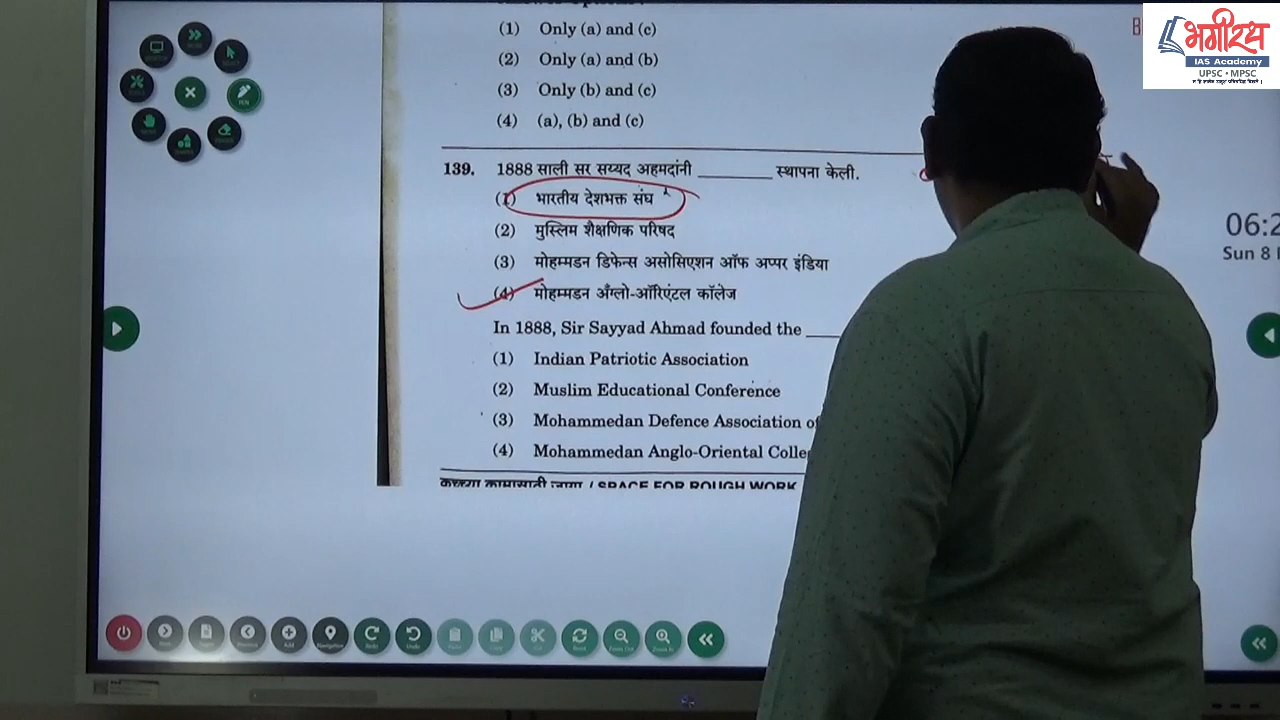 (1) Only (a) and (c)
(2) Only (a) and (b)
(3) Only (b) and (c)
(4) (a), (b) and (c)
139. 1888 साली सर सय्यद अहमदांनी ________ स्थापना केली.
(1) भारतीय देशभक्त संघ
(2) मुस्लिम शैक्षणिक परिषद
(3) मोहम्मडन डिफेन्स असोसिएशन ऑफ अप्पर इंडिया
(4) मोहम्मडन अँग्लो-ऑरिएंटल कॉलेज
In 1888, Sir Sayyad Ahmad founded the
(1) Indian Patriotic Association
(2) Muslim Educational Conference
(3) Mohammedan Defence Association of
(4) Mohammedan Anglo-Oriental Colle
कच्च्या कामासाठी जागा / SPACE FOR ROUGH WORK
भगीरथ
IAS Academy
UPSC • MPSC
06:2
Sun 8